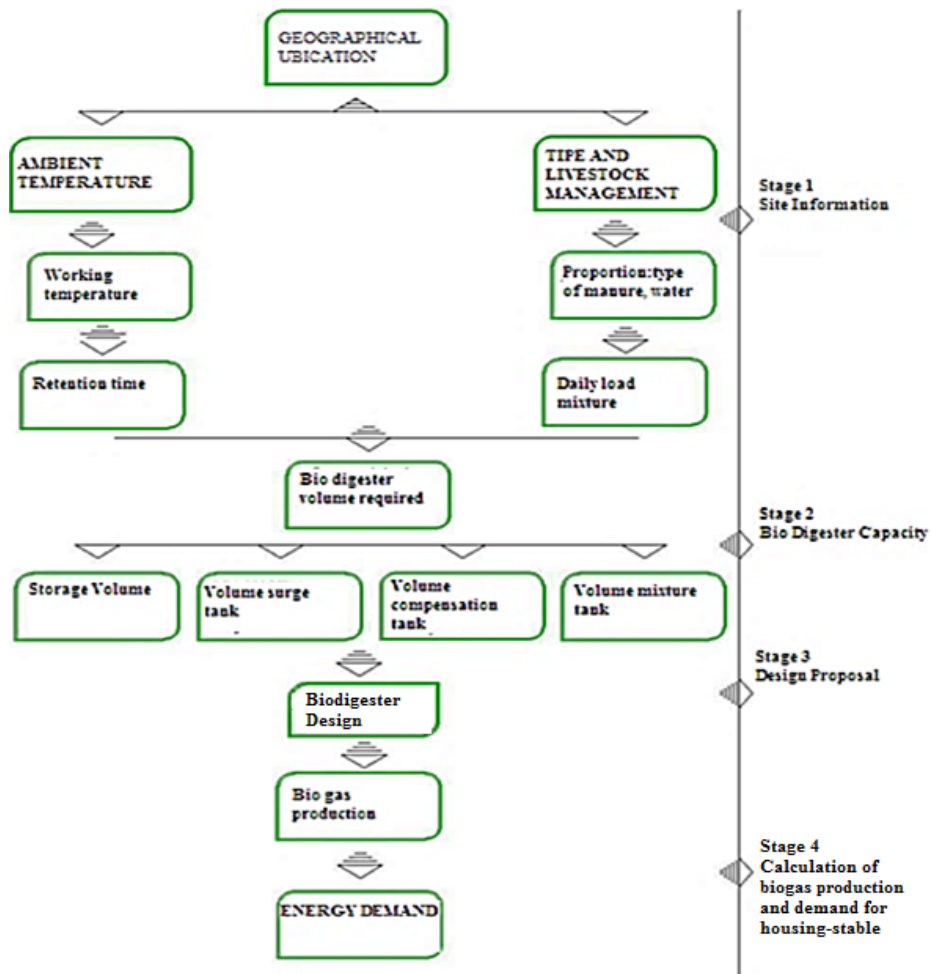 GEOGRAPHICAL
UBICATION
AMBIENT
TEMPERATURE
TIPE AND
LIVESTOCK
MANAGEMENT
Stage 1
Site Information
Working
temperature
Proportion:type
of manure, water
Retention time
Daily load
mixture
Bio digester
volume required
Stage 2
Bio Digester Capacity
Storage Volume
Volume surge
tank
Volume
compensation
tank
Volume mixture
tank
Stage 3
Design Proposal
Biodigester
Design
Bio gas
production
Stage 4
Calculation of
biogas production
and demand for
housing-stable
ENERGY DEMAND